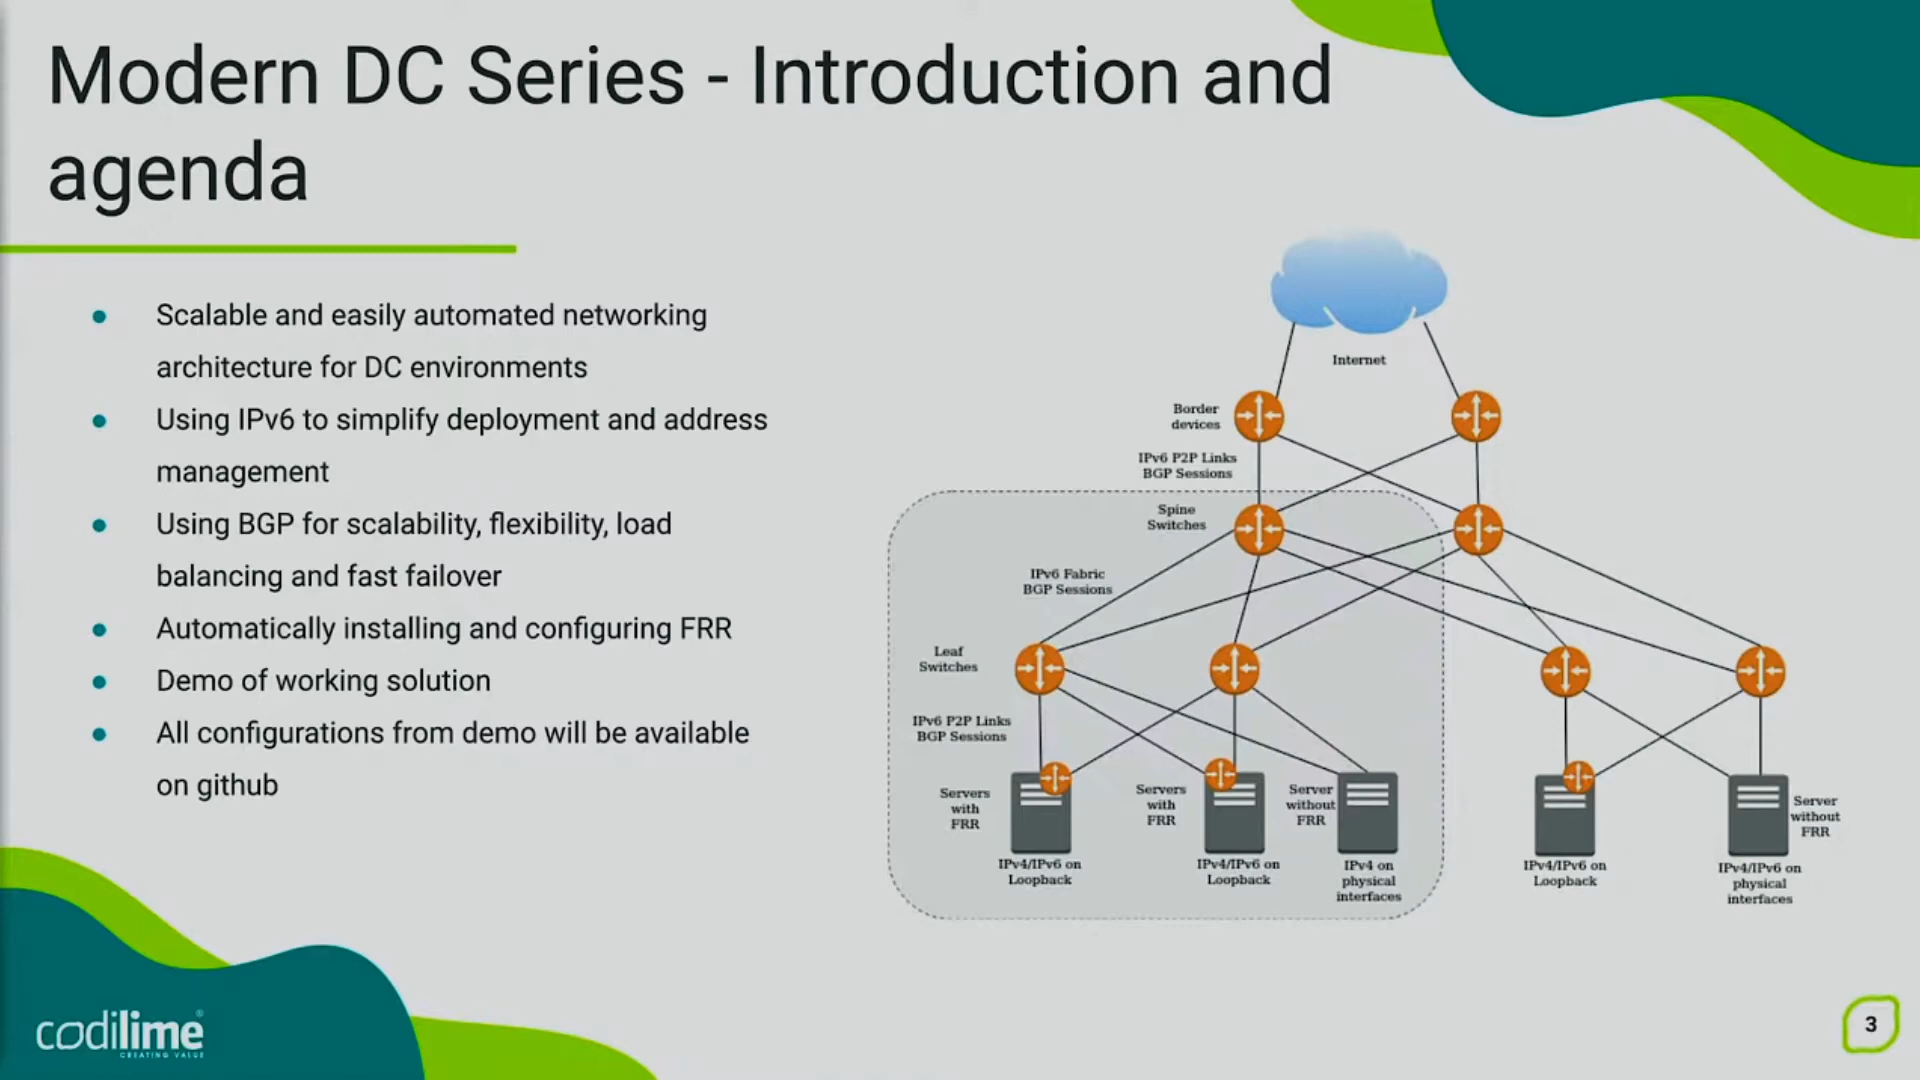 Modern DC Series - Introduction and
agenda
Scalable and easily automated networking
architecture for DC environments
Using IPv6 to simplify deployment and address
management
Using BGP for scalability, flexibility, load
balancing and fast failover
Automatically installing and configuring FRR
Demo of working solution
All configurations from demo will be available
on github
Internet
Border
devices
IPv6 P2P Links
BGP Sessions
Spine
Switches
IPv6 Fabric
BGP Sessions
Leaf
Switches
IPv6 P2P Links
BGP Sessions
Servers
with
FRR
IPv4/IPv6 on
Loopback
Servers
with
FRR
IPv4/IPv6 on
Loopback
Server
without
FRR
IPv4 on
physical
interfaces
IPv4/IPv6 on
Loopback
Server
without
FRR
IPv4/IPv6 on
physical
interfaces
codilime®
CREATING VALUE
3